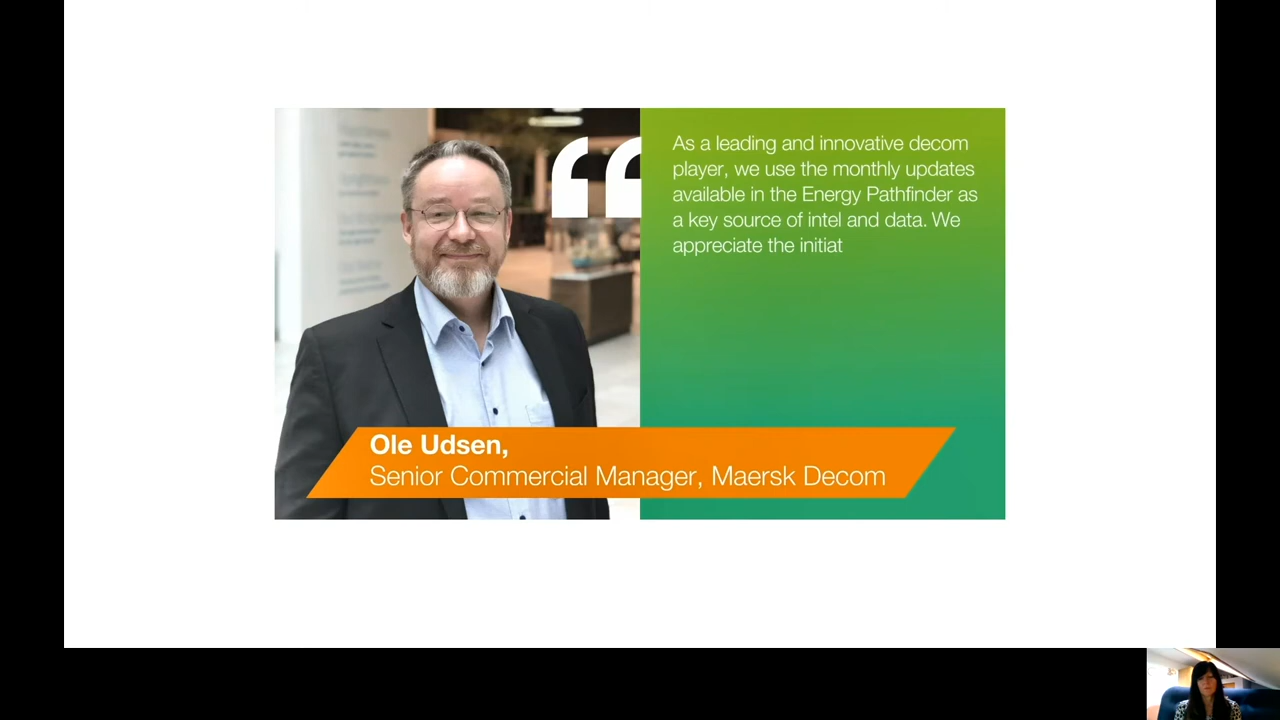 As a leading and innovative decom
player, we use the monthly updates
available in the Energy Pathfinder as
a key source of intel and data. We
appreciate the initiat
Ole Udsen,
Senior Commercial Manager, Maersk Decom